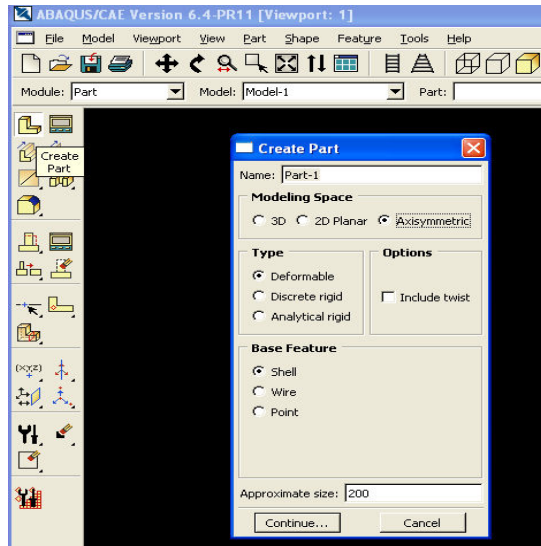 ABAQUS/CAE Version 6.4-PR11 [Viewport: 1]
File Model Viewport View Part Shape Feature Tools Help
Module: Part Model: Model-1 Part:
Create
Part
Create Part
Name: Part-1
Modeling Space
3D 2D Planar Axisymmetric
Type Options
Deformable
Discrete rigid Include twist
Analytical rigid
Base Feature
Shell
Wire
Point
Approximate size: 200
Continue... Cancel
(XYZ)